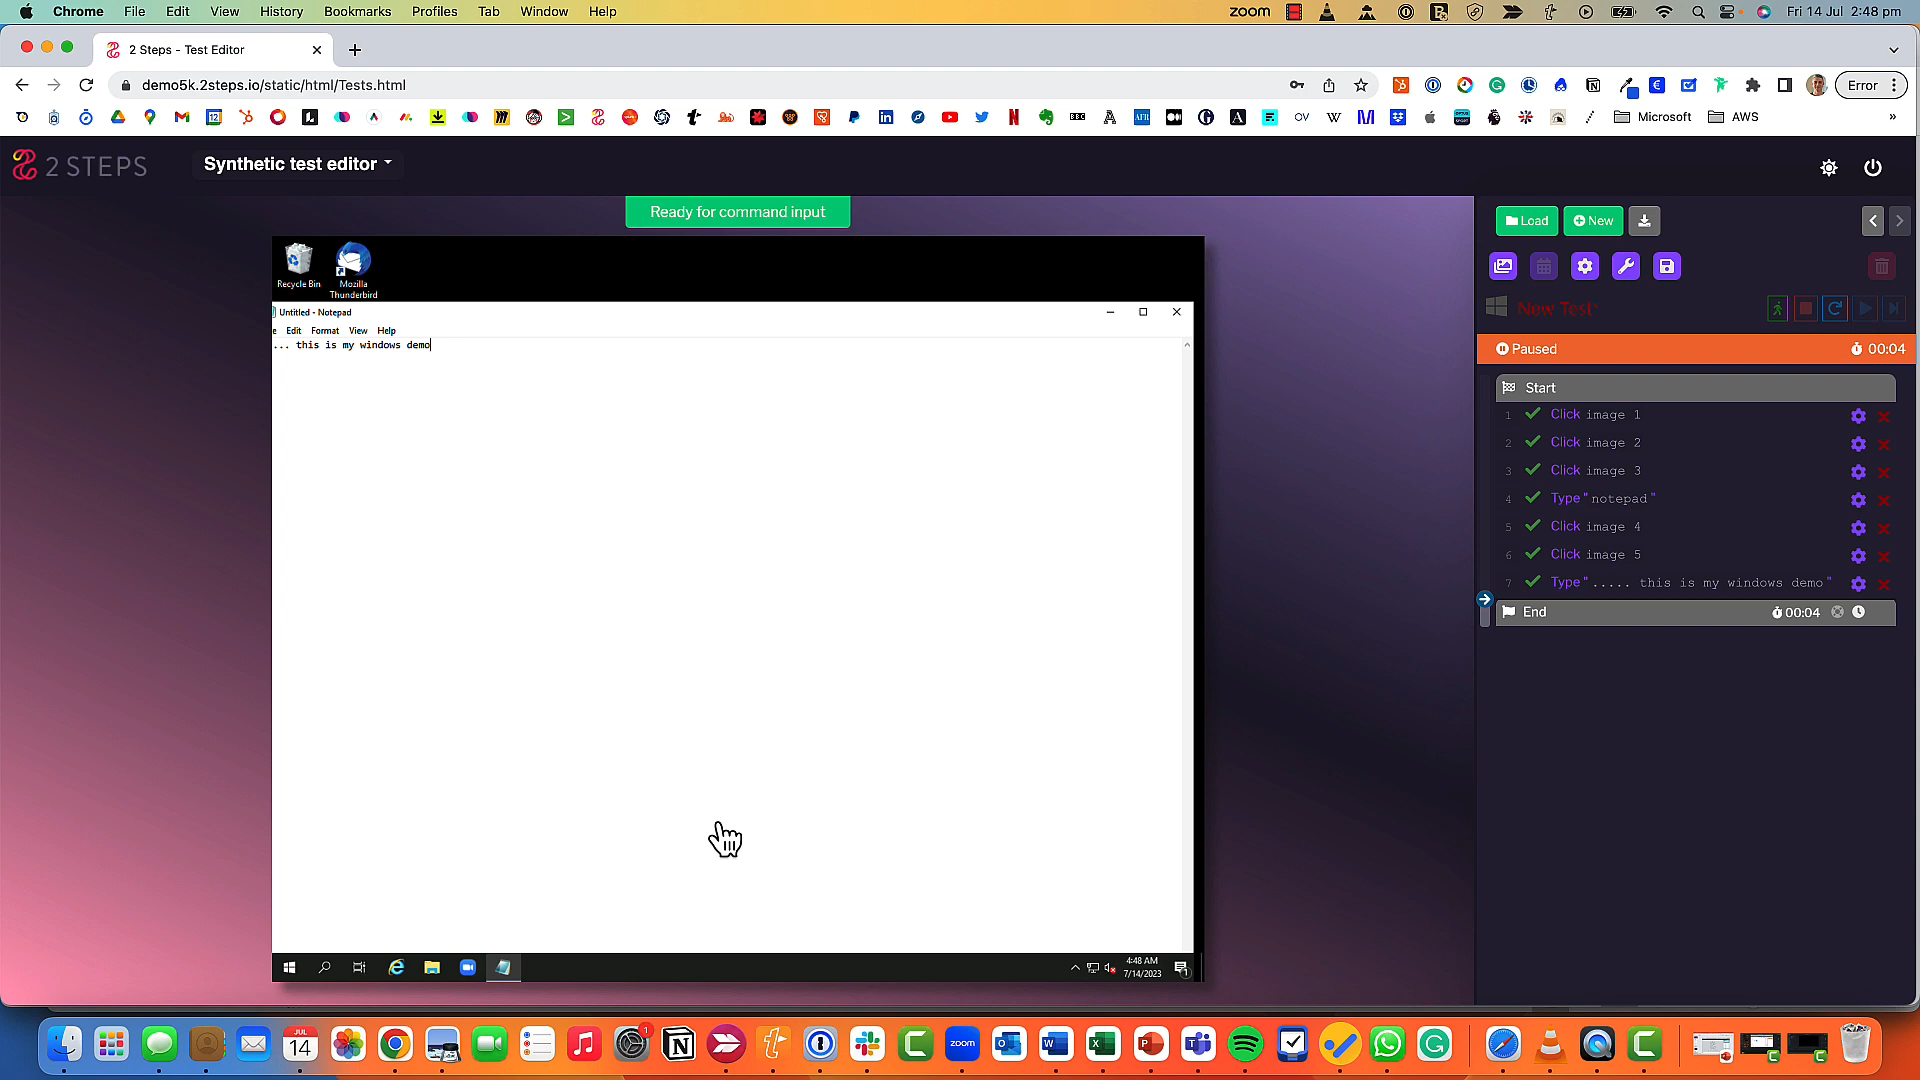 Chrome File Edit View History Bookmarks Profiles Tab Window Help
zoom
Fri 14 Jul 2:48 pm
2 Steps - Test Editor
demo5k.2steps.io/static/html/Tests.html
Error
Microsoft
AWS
2 STEPS
Synthetic test editor
Ready for command input
Load
New
Recycle Bin
Mozilla
Thunderbird
Untitled - Notepad
e Edit Format View Help
... this is my windows demo
New Test*
Paused
00:04
Start
1 Click image 1
2 Click image 2
3 Click image 3
4 Type "notepad"
5 Click image 4
6 Click image 5
7 Type "..... this is my windows demo"
End
00:04
4:48 AM
7/14/2023
JUL
14
zoom